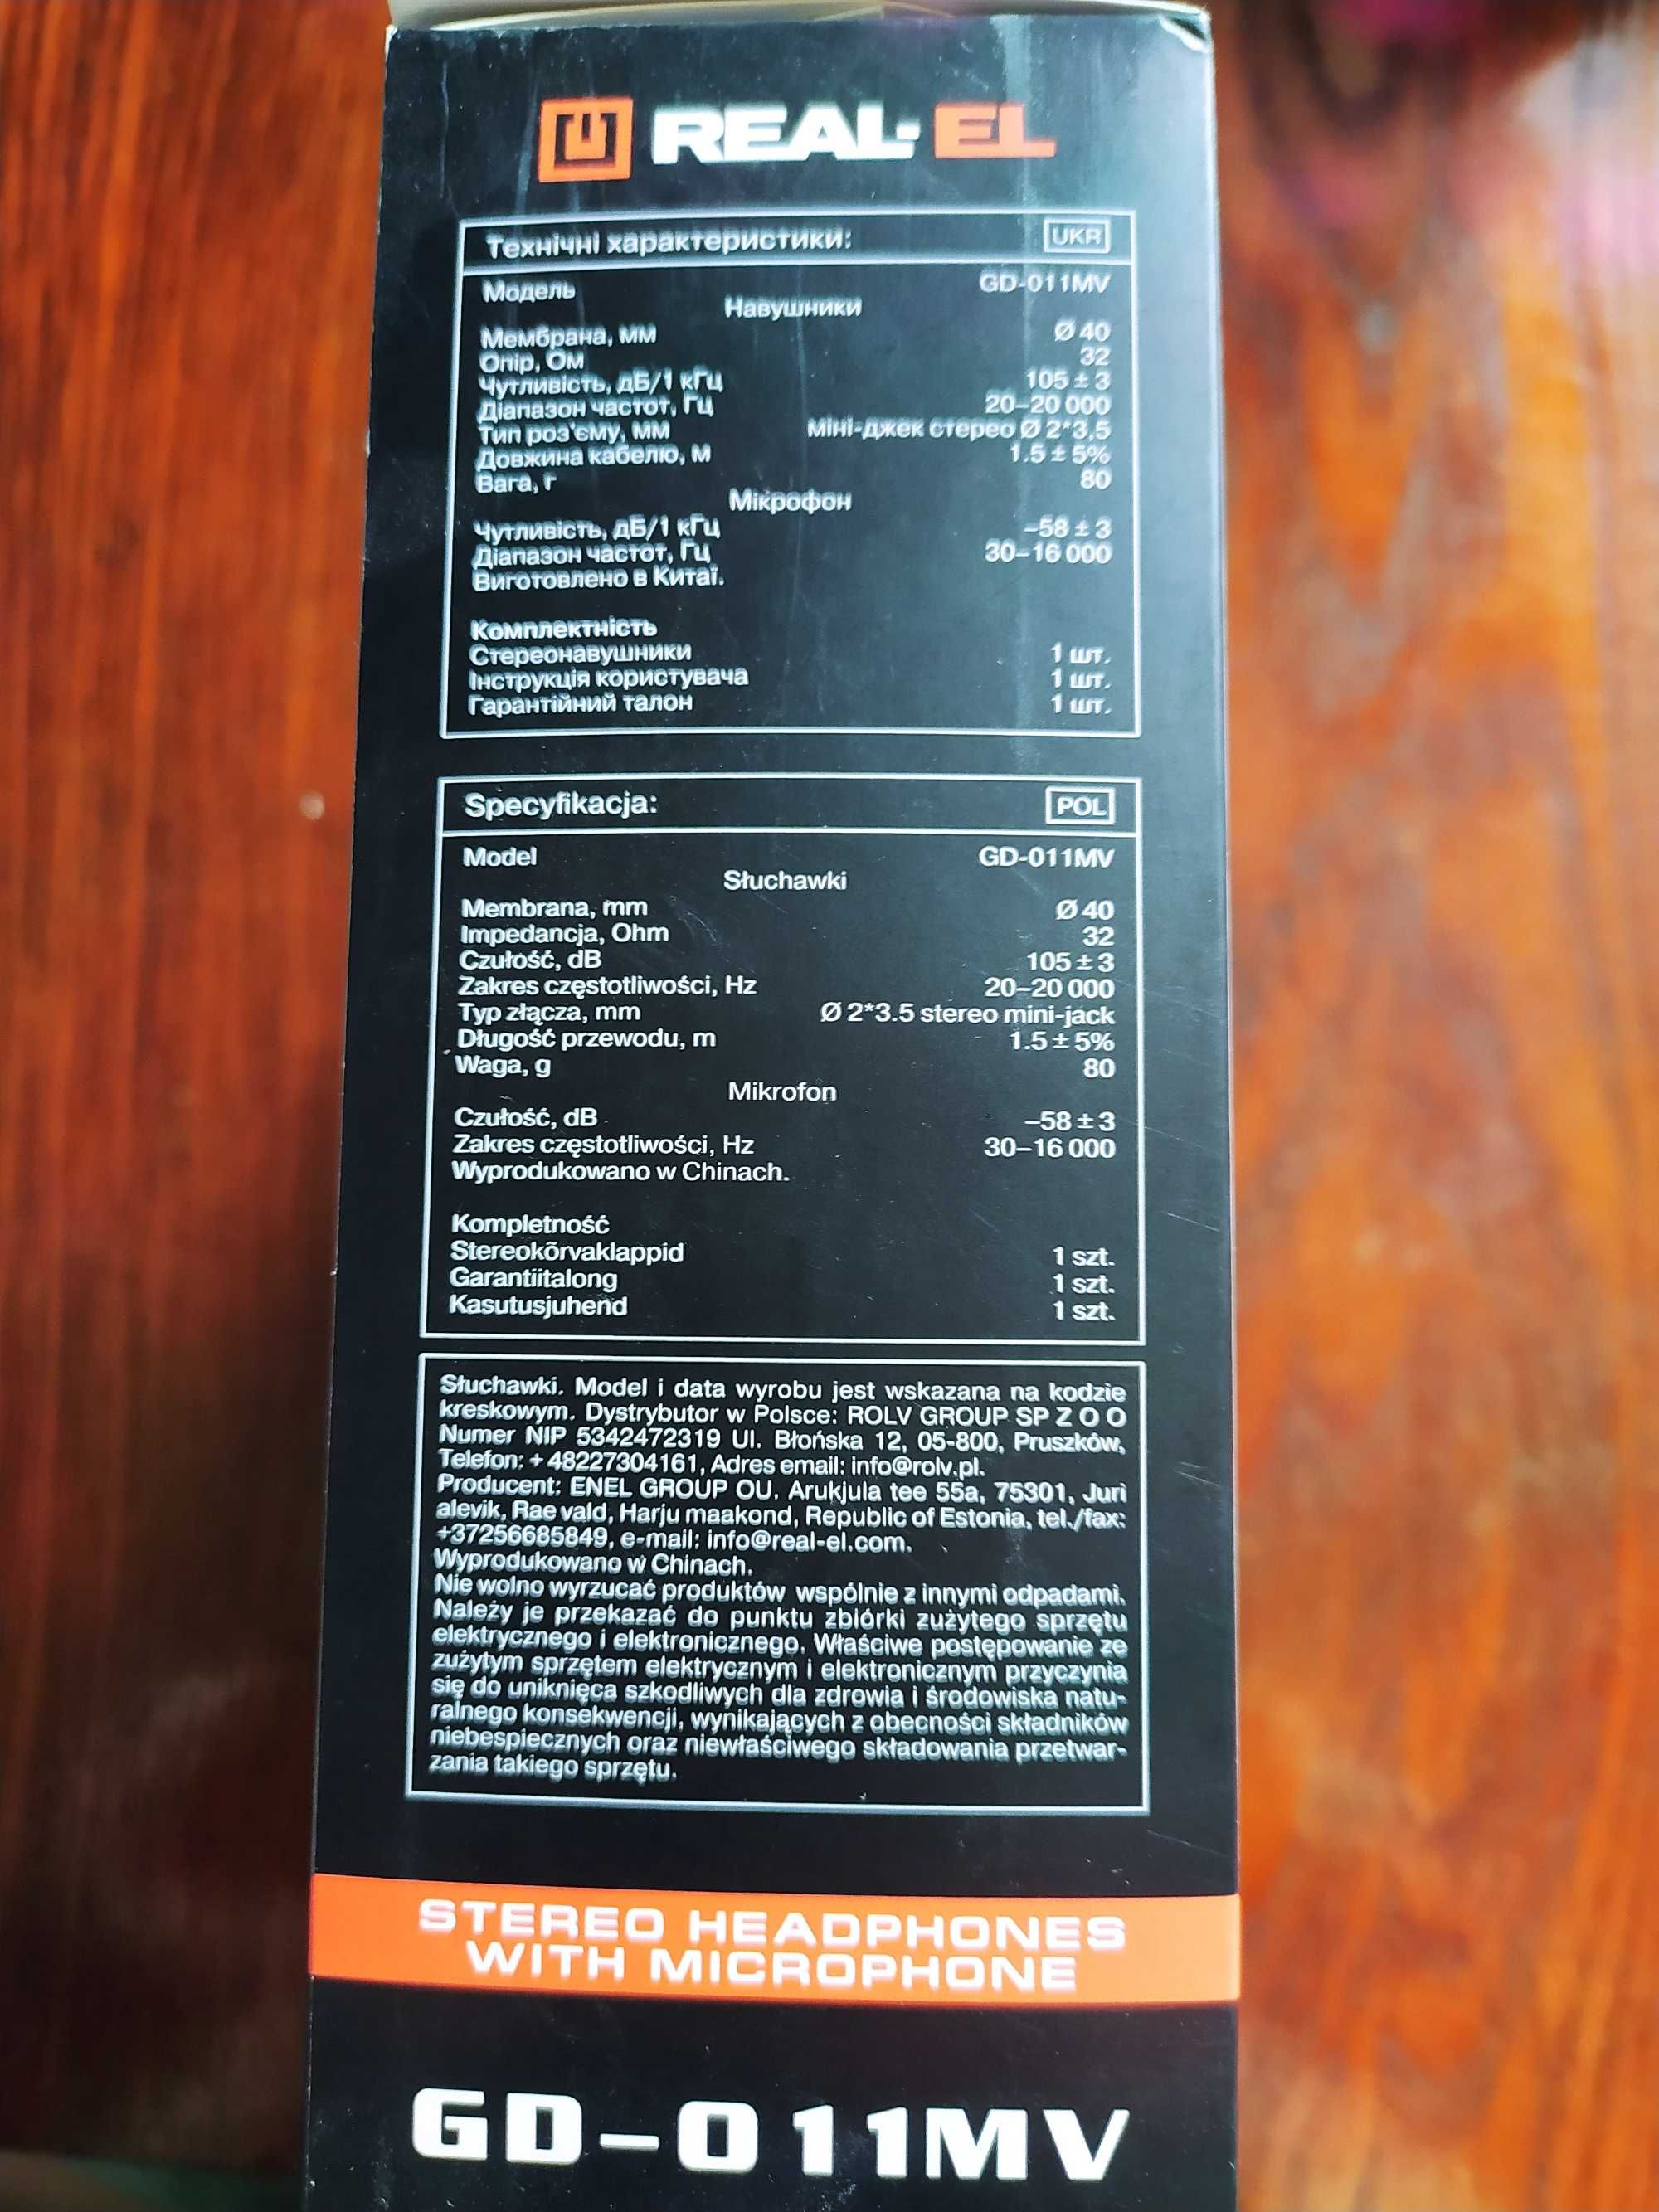 REAL-EL
Технічні характеристики: UKR
Модель GD-011MV
Навушники
Мембрана, мм Ø 40
Опір, Ом 32
Чутливість, дБ/1 кГц 105 ± 3
Діапазон частот, Гц 20–20 000
Тип роз'єму, мм міні-джек стерео Ø 2*3,5
Довжина кабелю, м 1.5 ± 5%
Вага, г 80
Мікрофон
Чутливість, дБ/1 кГц –58 ± 3
Діапазон частот, Гц 30–16 000
Виготовлено в Китаї.
Комплектність
Стереонавушники 1 шт.
Інструкція користувача 1 шт.
Гарантійний талон 1 шт.
Specyfikacja: POL
Model GD-011MV
Słuchawki
Membrana, mm Ø 40
Impedancja, Ohm 32
Czułość, dB 105 ± 3
Zakres częstotliwości, Hz 20–20 000
Typ złącza, mm Ø 2*3.5 stereo mini-jack
Długość przewodu, m 1.5 ± 5%
Waga, g 80
Mikrofon
Czułość, dB –58 ± 3
Zakres częstotliwości, Hz 30–16 000
Wyprodukowano w Chinach.
Kompletność
Stereokõrvaklappid 1 szt.
Garantiitalong 1 szt.
Kasutusjuhend 1 szt.
Słuchawki. Model i data wyrobu jest wskazana na kodzie
kreskowym. Dystrybutor w Polsce: ROLV GROUP SP Z O O
Numer NIP 5342472319 Ul. Błońska 12, 05-800, Pruszków,
Telefon: + 48227304161, Adres email: info@rolv.pl.
Producent: ENEL GROUP OU. Arukjula tee 55a, 75301, Juri
alevik, Rae vald, Harju maakond, Republic of Estonia, tel./fax:
+37256685849, e-mail: info@real-el.com.
Wyprodukowano w Chinach.
Nie wolno wyrzucać produktów wspólnie z innymi odpadami.
Należy je przekazać do punktu zbiórki zużytego sprzętu
elektrycznego i elektronicznego. Właściwe postępowanie ze
zużytym sprzętem elektrycznym i elektronicznym przyczynia
się do uniknięca szkodliwych dla zdrowia i środowiska natu-
ralnego konsekwencji, wynikających z obecności składników
niebespiecznych oraz niewłaściwego składowania przetwar-
zania takiego sprzętu.
STEREO HEADPHONES
WITH MICROPHONE
GD-011MV